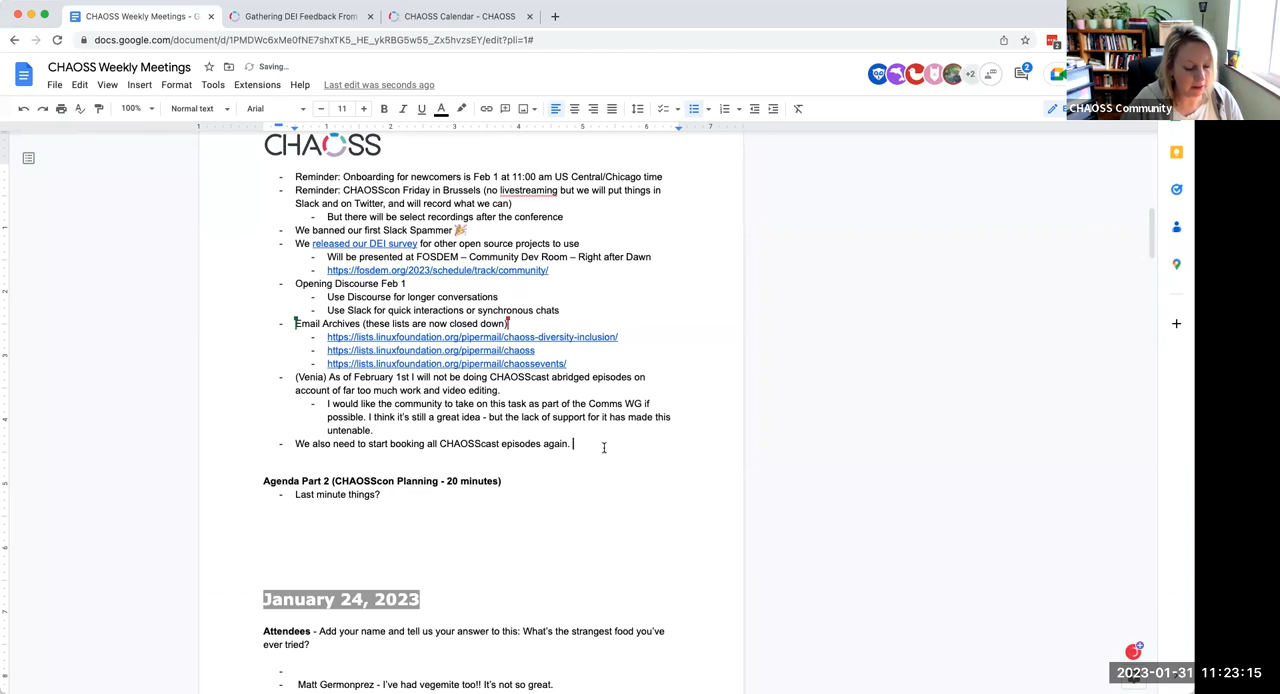 CHAOSS Weekly Meetings - G
Gathering DEI Feedback From
CHAOSS Calendar - CHAOSS
docs.google.com/document/d/1PMDWc6xMe0fNE7shxTK5_HE_ykRBG5w55_Zx5hvzsEY/edit?pli=1#
2
CHAOSS Weekly Meetings
Saving...
File Edit View Insert Format Tools Extensions Help Last edit was seconds ago
+2
2
100% Normal text Arial 11
CHAOSS Community
1 1 2 3 4 5 6 7
CHAOSS
- Reminder: Onboarding for newcomers is Feb 1 at 11:00 am US Central/Chicago time
- Reminder: CHAOSScon Friday in Brussels (no livestreaming but we will put things in
Slack and on Twitter, and will record what we can)
- But there will be select recordings after the conference
- We banned our first Slack Spammer 🎉
- We released our DEI survey for other open source projects to use
- Will be presented at FOSDEM – Community Dev Room – Right after Dawn
- https://fosdem.org/2023/schedule/track/community/
- Opening Discourse Feb 1
- Use Discourse for longer conversations
- Use Slack for quick interactions or synchronous chats
- Email Archives (these lists are now closed down)
- https://lists.linuxfoundation.org/pipermail/chaoss-diversity-inclusion/
- https://lists.linuxfoundation.org/pipermail/chaoss
- https://lists.linuxfoundation.org/pipermail/chaossevents/
- (Venia) As of February 1st I will not be doing CHAOSScast abridged episodes on
account of far too much work and video editing.
- I would like the community to take on this task as part of the Comms WG if
possible. I think it's still a great idea - but the lack of support for it has made this
untenable.
- We also need to start booking all CHAOSScast episodes again.
Agenda Part 2 (CHAOSScon Planning - 20 minutes)
- Last minute things?
January 24, 2023
Attendees - Add your name and tell us your answer to this: What's the strangest food you've
ever tried?
-
- Matt Germonprez - I've had vegemite too!! It's not so great.
2023-01-31 11:23:15